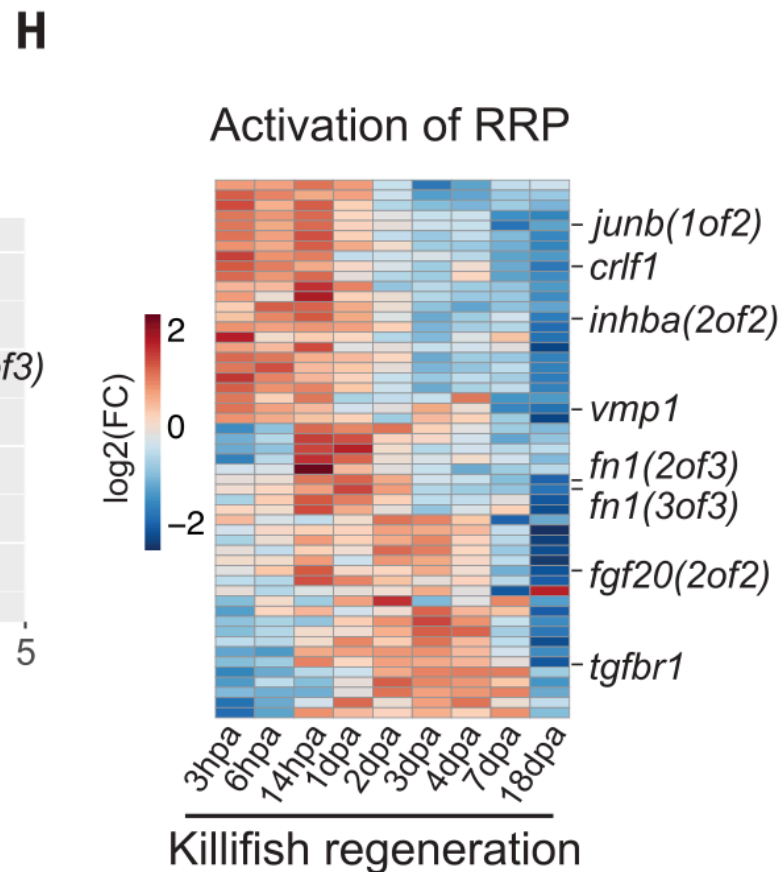 H
Activation of RRP
junb(1of2)
crlf1
inhba(2of2)
f3)
vmp1
fn1(2of3)
fn1(3of3)
fgf20(2of2)
tgfbr1
5
log2(FC)
2
0
−2
3hpa
6hpa
14hpa
1dpa
2dpa
3dpa
4dpa
7dpa
18dpa
Killifish regeneration